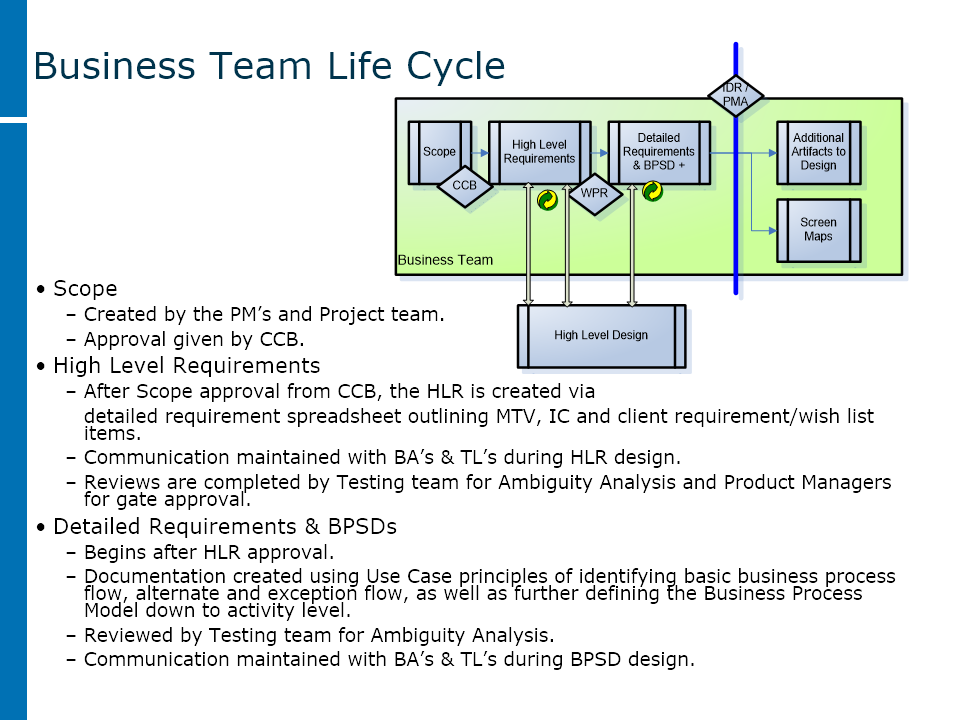 Business Team Life Cycle
IDR /
PMA
Scope
High Level
Requirements
Detailed
Requirements
& BPSD +
Additional
Artifacts to
Design
CCB
WPR
Screen
Maps
Business Team
High Level Design
• Scope
– Created by the PM’s and Project team.
– Approval given by CCB.
• High Level Requirements
– After Scope approval from CCB, the HLR is created via
detailed requirement spreadsheet outlining MTV, IC and client requirement/wish list
items.
– Communication maintained with BA’s & TL’s during HLR design.
– Reviews are completed by Testing team for Ambiguity Analysis and Product Managers
for gate approval.
• Detailed Requirements & BPSDs
– Begins after HLR approval.
– Documentation created using Use Case principles of identifying basic business process
flow, alternate and exception flow, as well as further defining the Business Process
Model down to activity level.
– Reviewed by Testing team for Ambiguity Analysis.
– Communication maintained with BA’s & TL’s during BPSD design.